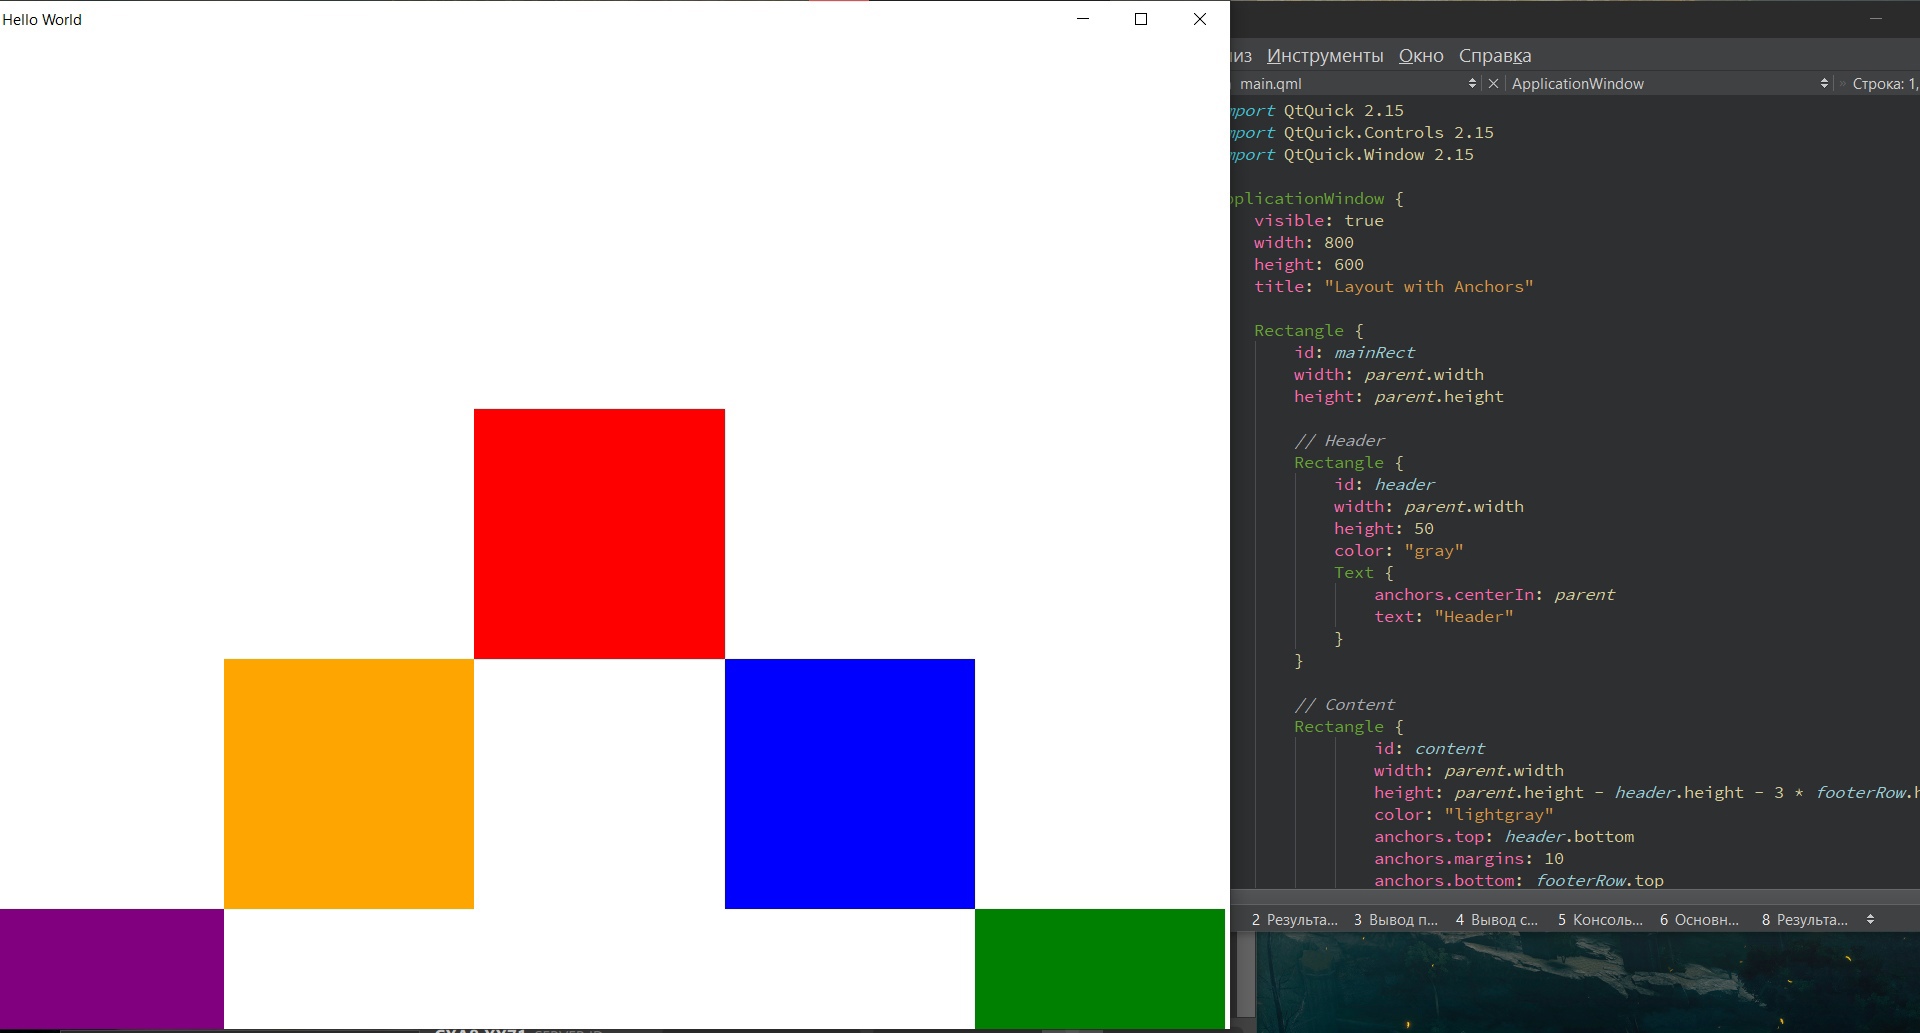 Hello World
Инструменты Окно Справка
main.qml ApplicationWindow Строка: 1,
QtQuick 2.15
QtQuick.Controls 2.15
QtQuick.Window 2.15
plicationWindow {
visible: true
width: 800
height: 600
title: "Layout with Anchors"
Rectangle {
id: mainRect
width: parent.width
height: parent.height
// Header
Rectangle {
id: header
width: parent.width
height: 50
color: "gray"
Text {
anchors.centerIn: parent
text: "Header"
}
}
// Content
Rectangle {
id: content
width: parent.width
height: parent.height - header.height - 3 * footerRow.
color: "lightgray"
anchors.top: header.bottom
anchors.margins: 10
anchors.bottom: footerRow.top
2 Результа... 3 Вывод п... 4 Вывод с... 5 Консоль... 6 Основн... 8 Результа...